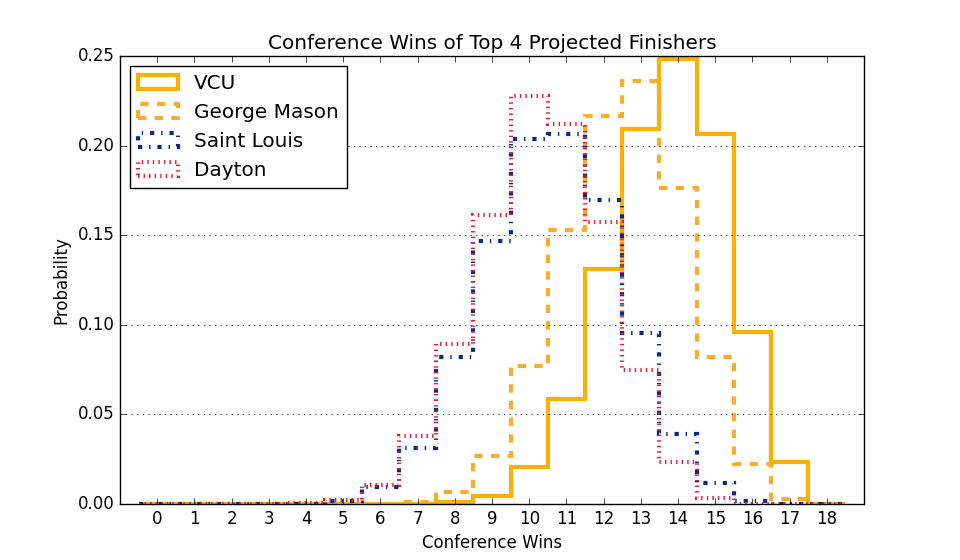 Conference Wins of Top 4 Projected Finishers
0.25
0.20
0.15
0.10
0.05
0.00
Probability
VCU
George Mason
Saint Louis
Dayton
0 1 2 3 4 5 6 7 8 9 10 11 12 13 14 15 16 17 18
Conference Wins